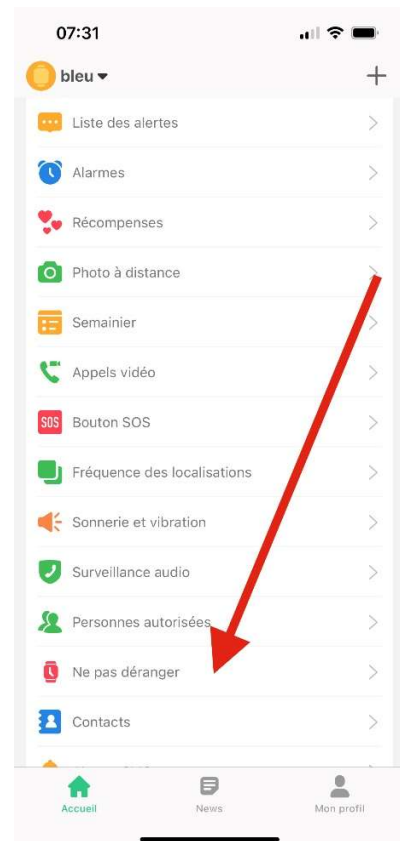 07:31
bleu
Liste des alertes
Alarmes
Récompenses
Photo à distance
Semainier
Appels vidéo
SOS Bouton SOS
Fréquence des localisations
Sonnerie et vibration
Surveillance audio
Personnes autorisées
Ne pas déranger
Contacts
Accueil News Mon profil